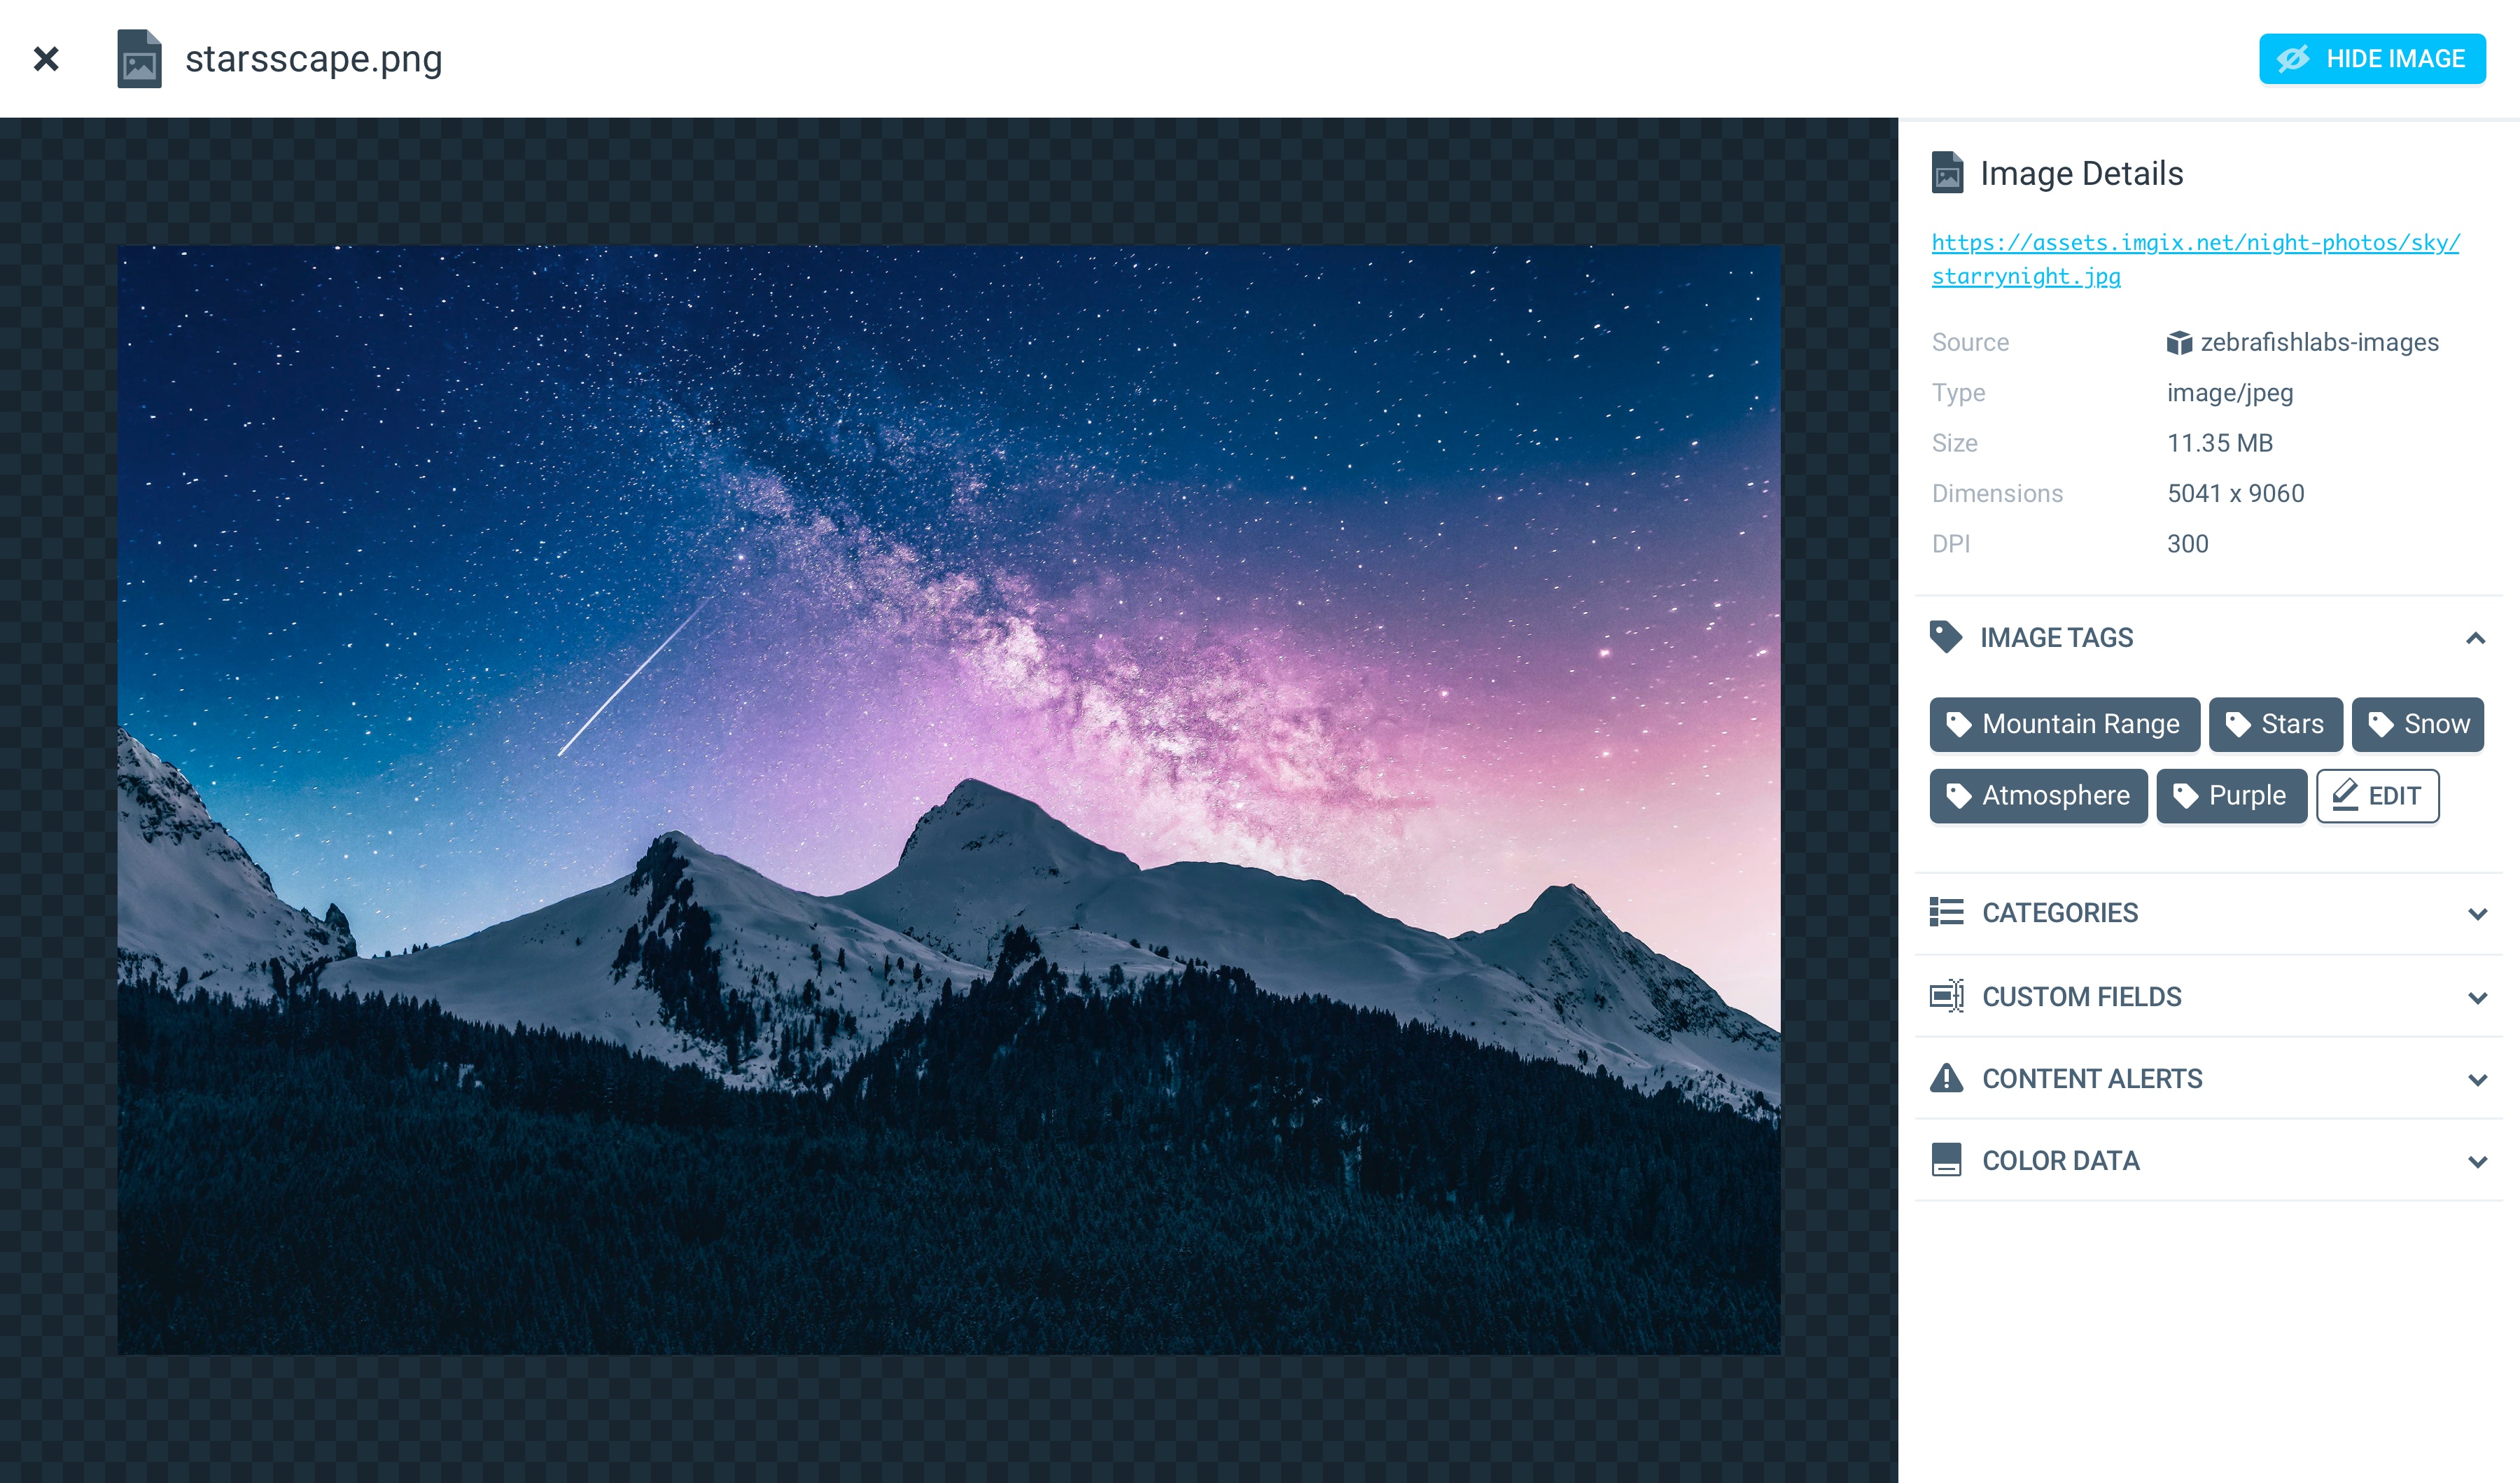 starsscape.png
HIDE IMAGE
Image Details
https://assets.imgix.net/night-photos/sky/
starrynight.jpg
Source zebrafishlabs-images
Type image/jpeg
Size 11.35 MB
Dimensions 5041 x 9060
DPI 300
IMAGE TAGS
Mountain Range Stars Snow
Atmosphere Purple EDIT
CATEGORIES
CUSTOM FIELDS
CONTENT ALERTS
COLOR DATA